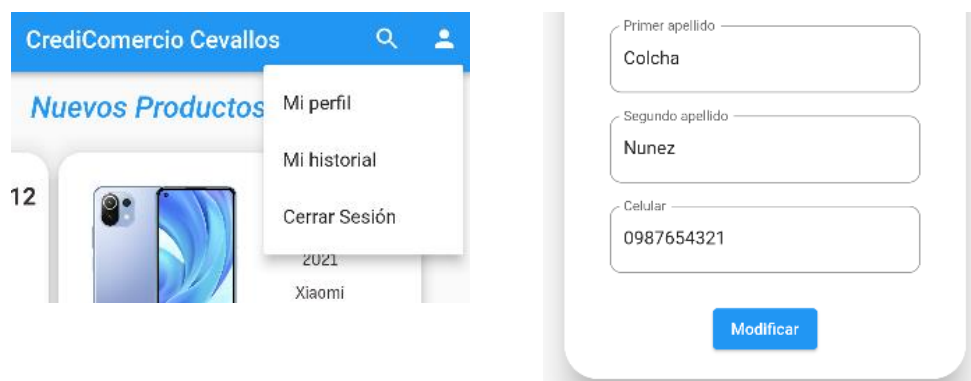 CrediComercio Cevallos
Nuevos Productos
Mi perfil
Mi historial
12
Cerrar Sesión
2021
Xiaomi
Primer apellido
Colcha
Segundo apellido
Nunez
Celular
0987654321
Modificar